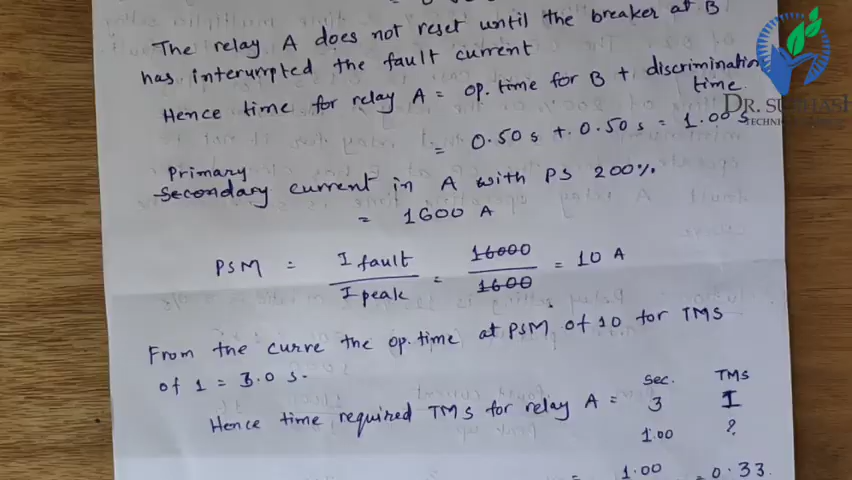 The relay A does not reset until the breaker at B
has interrupted the fault current
Hence time for relay A = op. time for B + discrimination
time.
= 0.50 s + 0.50 s = 1.00 s
Primary
Secondary current in A with PS 200%.
= 1600 A
PSM = I fault / I peak = 16000 / 1600 = 10 A
From the curve the op. time at PSM of 10 for TMS
of 1 = 3.0 s.
Sec. TMS
Hence time required TMS for relay A = 3 1
1.00 ?
= 1.00 = 0.33
DR. SUBHASH